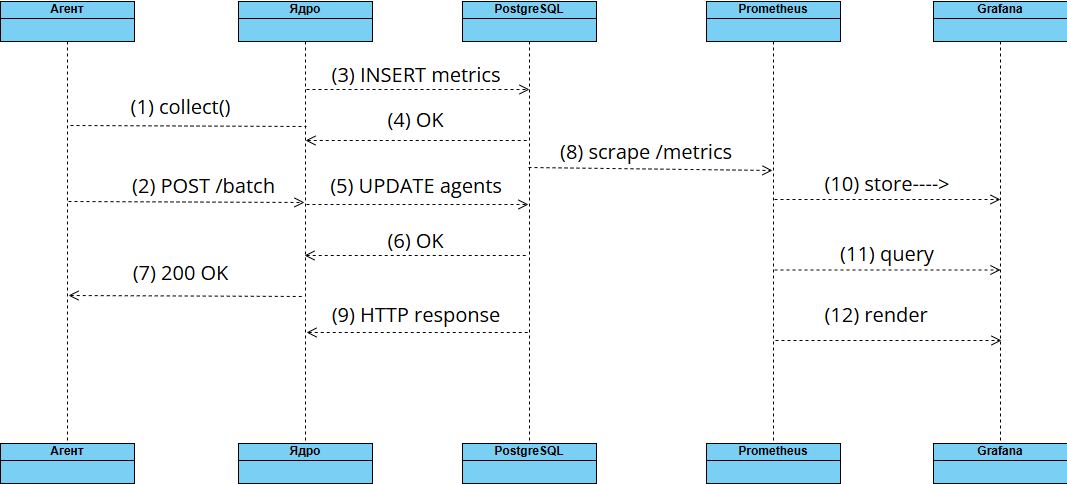 Агент
Ядро
PostgreSQL
Prometheus
Grafana
(3) INSERT metrics
(1) collect()
(4) OK
(8) scrape /metrics
(2) POST /batch
(5) UPDATE agents
(10) store---->
(6) OK
(11) query
(7) 200 OK
(9) HTTP response
(12) render
Агент
Ядро
PostgreSQL
Prometheus
Grafana